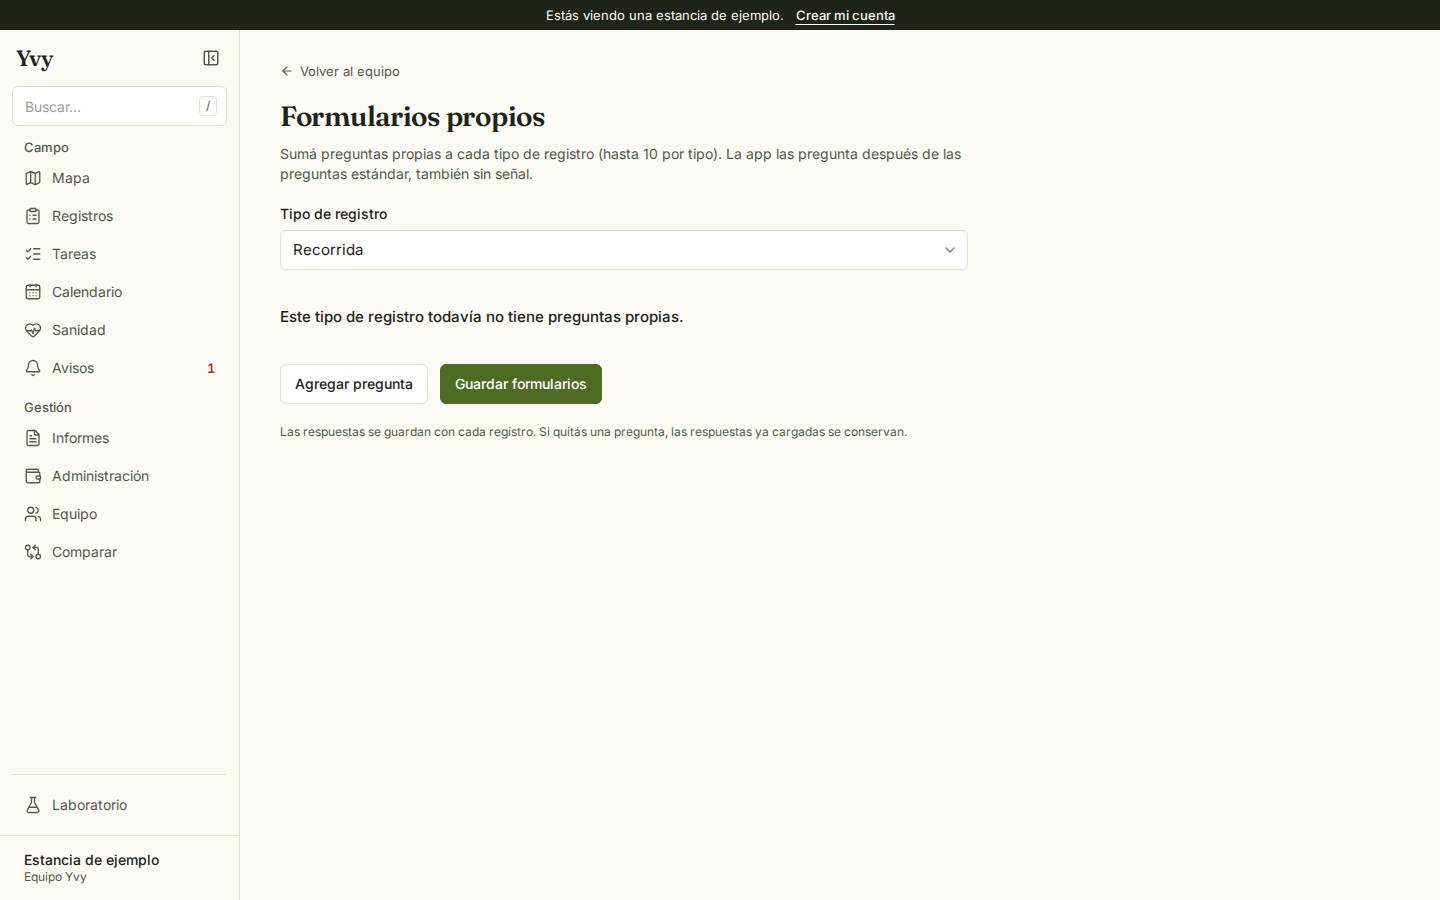 Estás viendo una estancia de ejemplo. Crear mi cuenta
Yvy
Buscar... /
Campo
Mapa
Registros
Tareas
Calendario
Sanidad
Avisos 1
Gestión
Informes
Administración
Equipo
Comparar
Laboratorio
Estancia de ejemplo
Equipo Yvy
Volver al equipo
Formularios propios
Sumá preguntas propias a cada tipo de registro (hasta 10 por tipo). La app las pregunta después de las
preguntas estándar, también sin señal.
Tipo de registro
Recorrida
Este tipo de registro todavía no tiene preguntas propias.
Agregar pregunta Guardar formularios
Las respuestas se guardan con cada registro. Si quitás una pregunta, las respuestas ya cargadas se conservan.